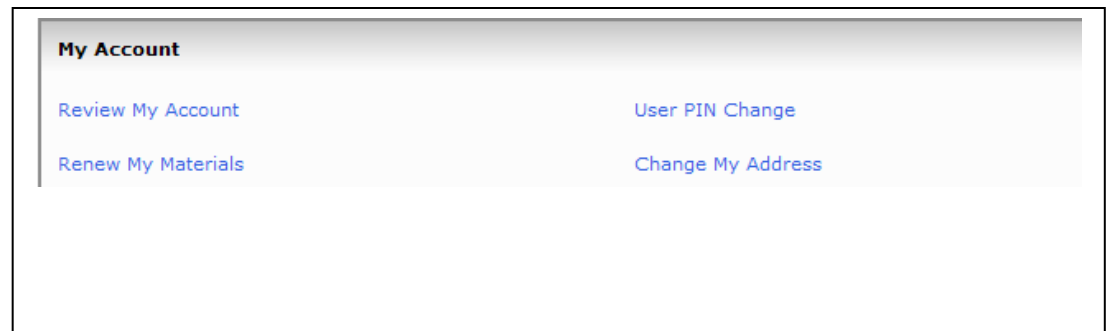 My Account
Review My Account User PIN Change
Renew My Materials Change My Address